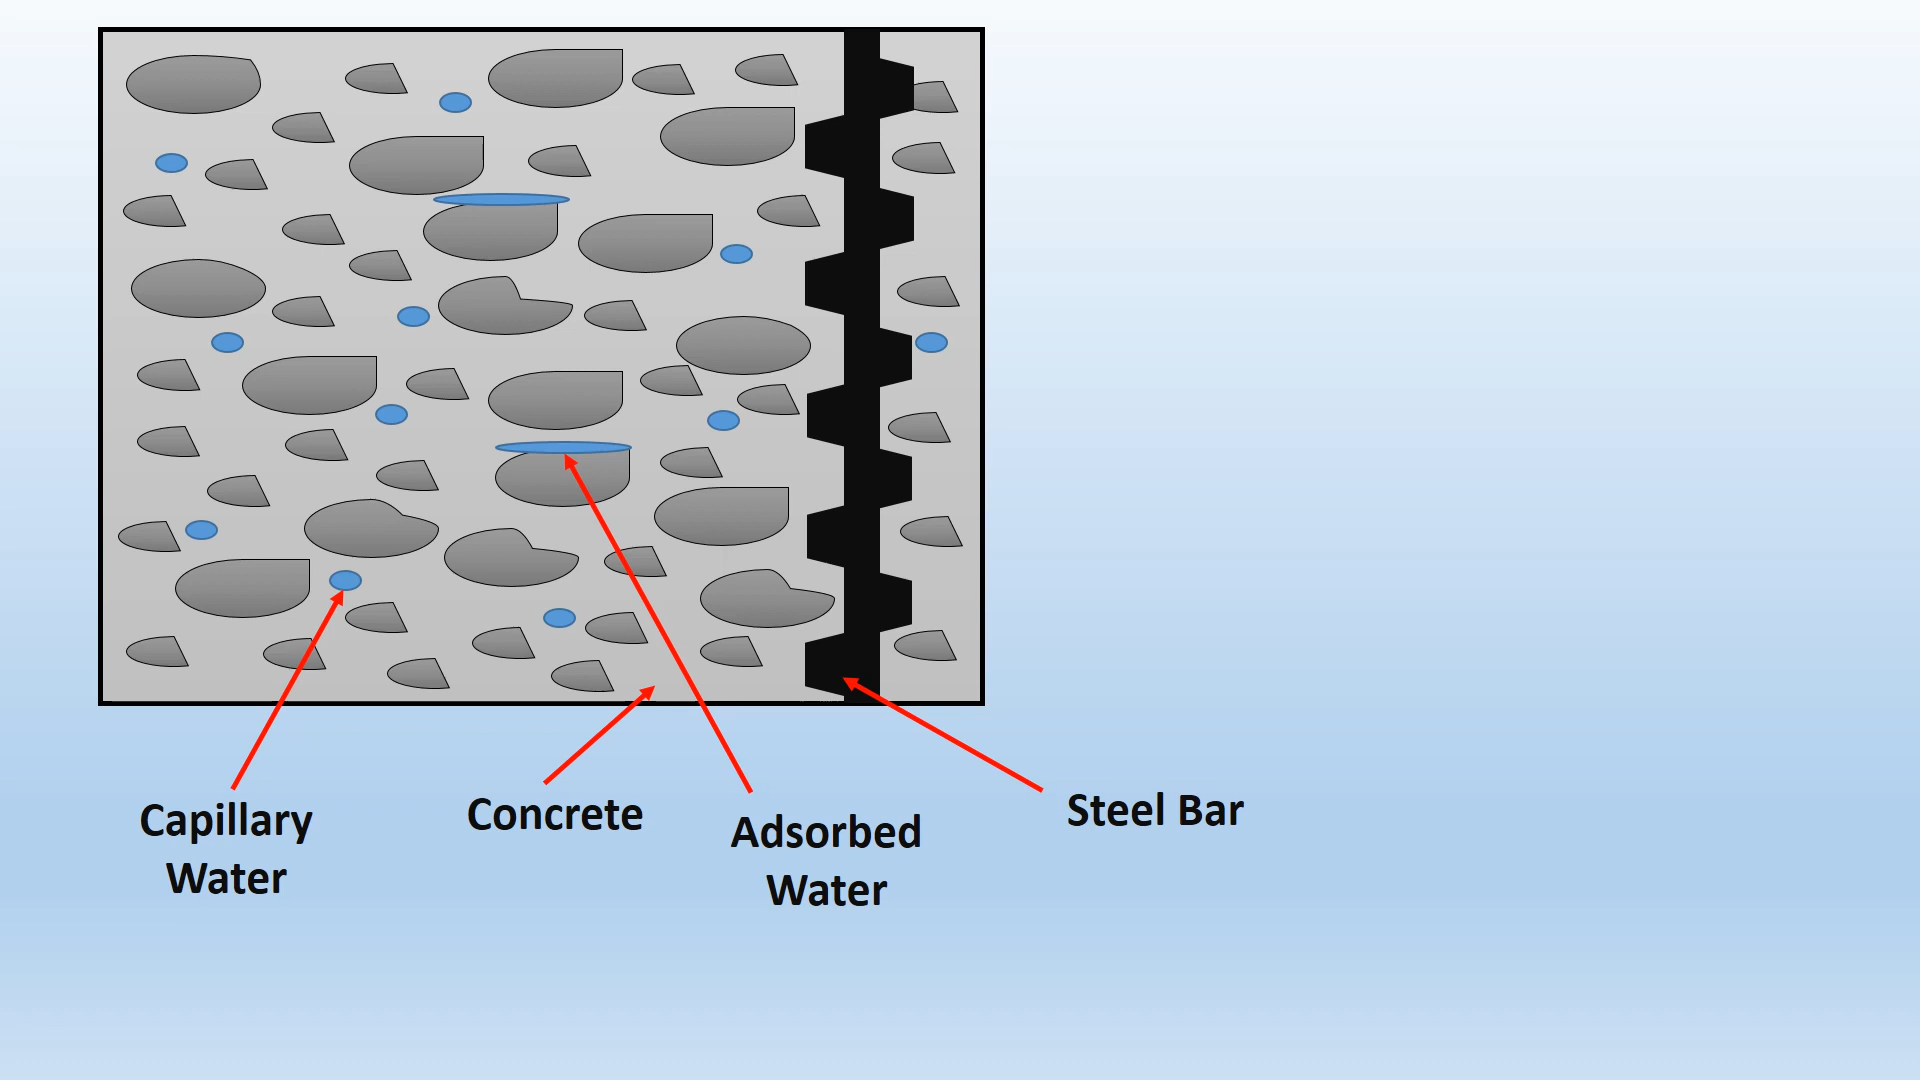 Capillary
Water
Concrete
Adsorbed
Water
Steel Bar